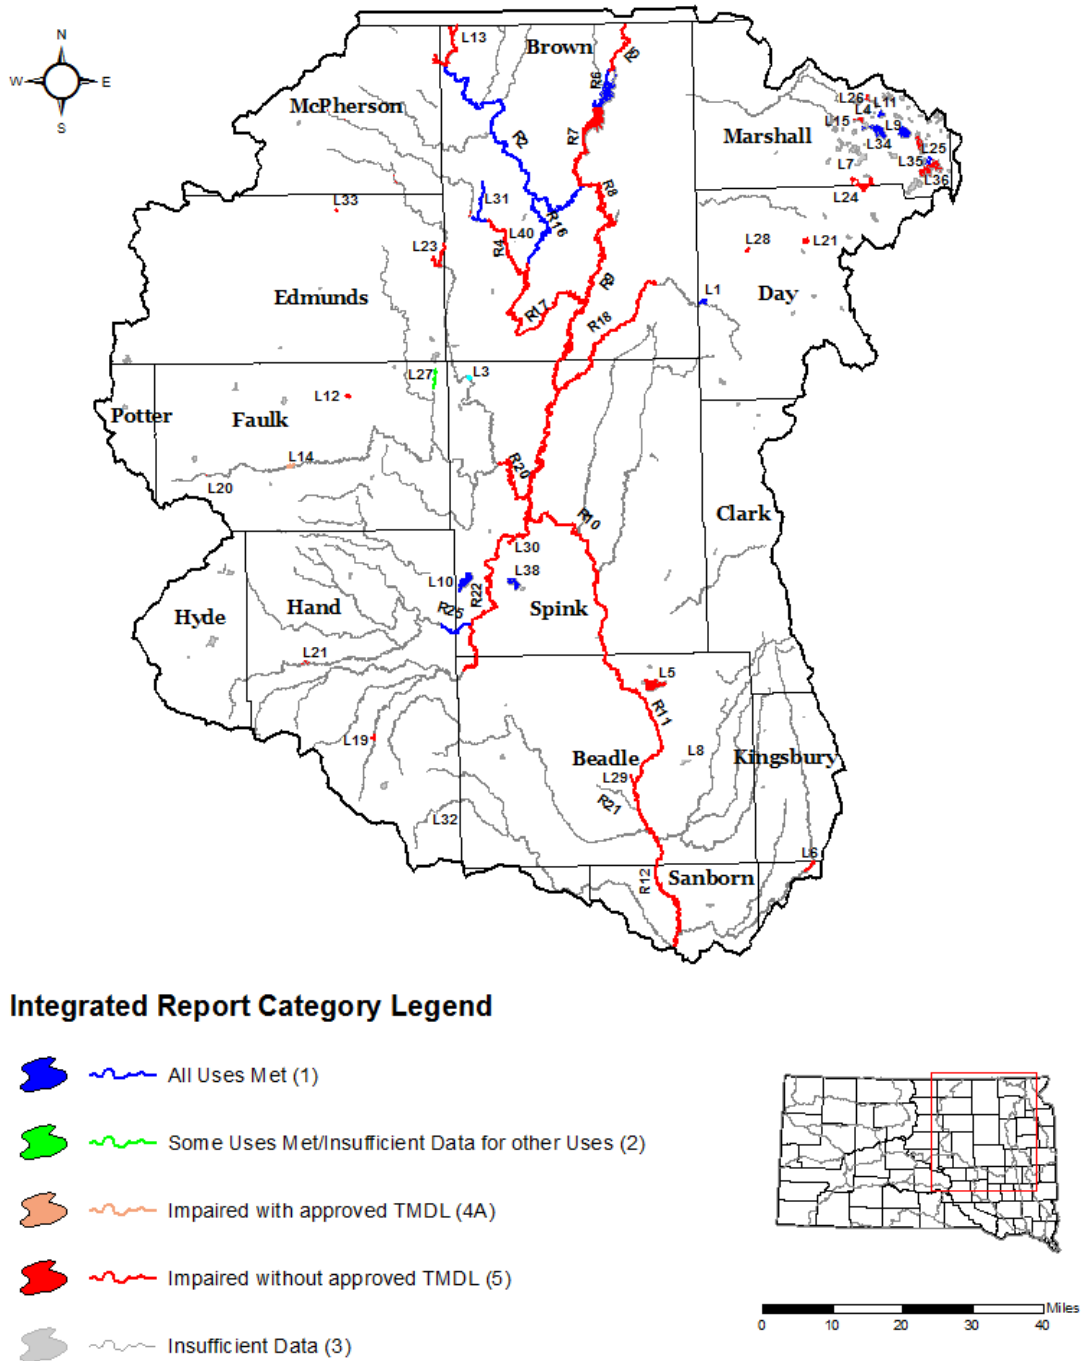 N
W E
S
L13
Brown
R5
R6
McPherson
L26
L11
L4
L15
L9
Marshall
L34
L25
L7
L35
L36
L24
R7
R8
L31
L33
R16
L40
R4
L23
L28
L21
Edmunds
R9
L1
Day
R17
R18
L27
L3
L12
Potter
Faulk
L14
R20
L20
R10
Clark
L30
L10
L38
R22
R25
Hyde
Hand
Spink
L21
L5
R11
L19
Beadle
L8
Kingsbury
L29
R21
L32
L6
R12
Sanborn
Integrated Report Category Legend
All Uses Met (1)
Some Uses Met/Insufficient Data for other Uses (2)
Impaired with approved TMDL (4A)
Impaired without approved TMDL (5)
Insufficient Data (3)
Miles
0 10 20 30 40